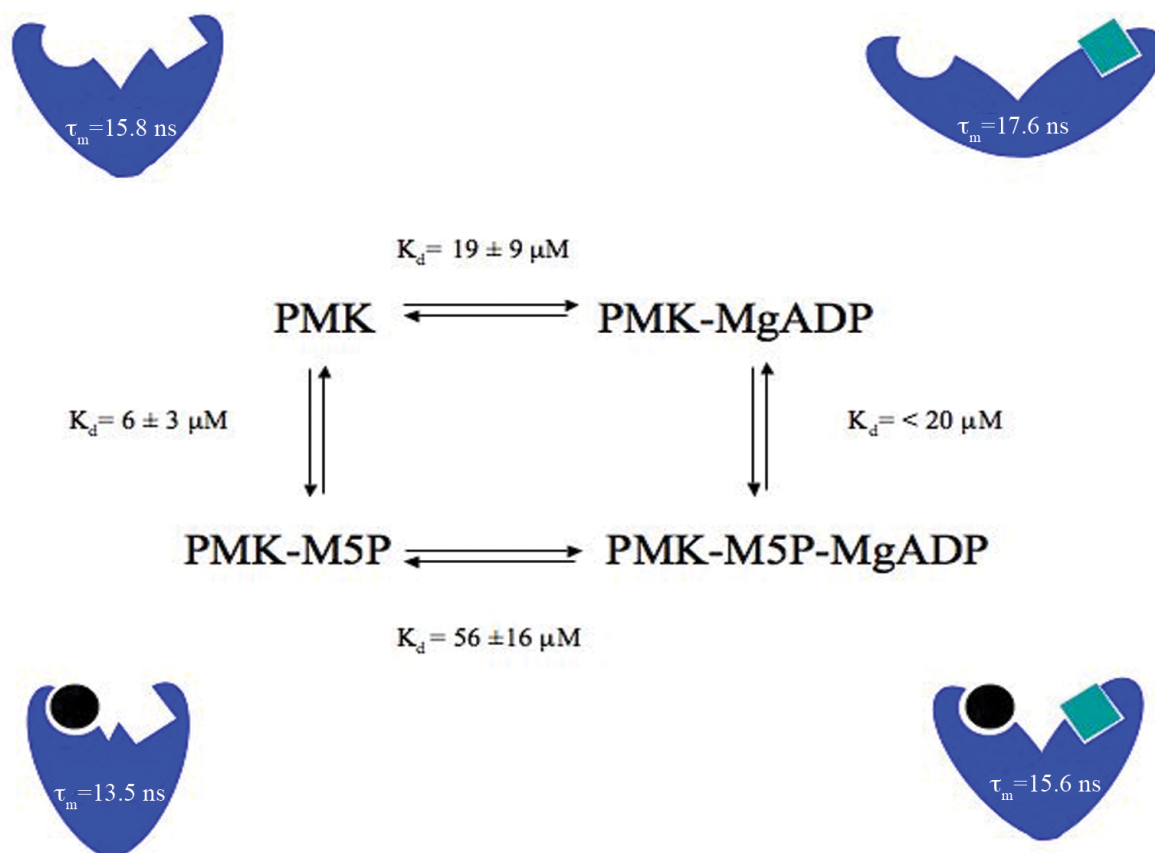 τm=15.8 ns
τm=17.6 ns
Kd= 19 ± 9 μM
PMK
PMK-MgADP
Kd= 6 ± 3 μM
Kd= < 20 μM
PMK-M5P
PMK-M5P-MgADP
Kd = 56 ±16 μM
τm=13.5 ns
τm=15.6 ns